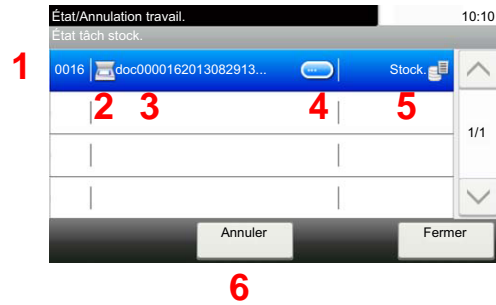 État/Annulation travail. 10:10
État tâch stock.
1 0016 doc0000162013082913... Stock.
2 3 4 5
1/1
Annuler Fermer
6